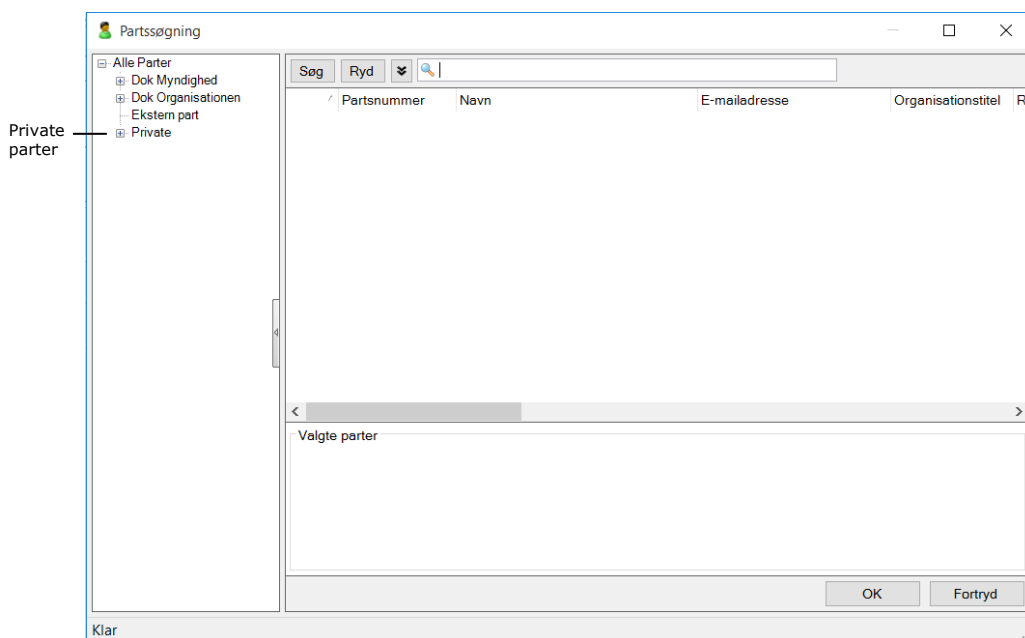 Partssøgning
Alle Parter
Dok Myndighed
Dok Organisationen
Ekstern part
Private
Private
parter
Søg Ryd
Partsnummer Navn E-mailadresse Organisationstitel R
Valgte parter
OK Fortryd
Klar